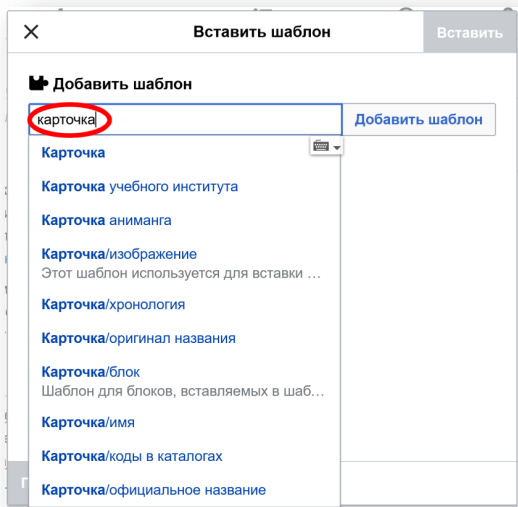 Вставить шаблон
Вставить
Добавить шаблон
карточка
Добавить шаблон
Карточка
Карточка учебного института
Карточка аниманга
Карточка/изображение
Этот шаблон используется для вставки …
Карточка/хронология
Карточка/оригинал названия
Карточка/блок
Шаблон для блоков, вставляемых в шаб…
Карточка/имя
Карточка/коды в каталогах
Карточка/официальное название